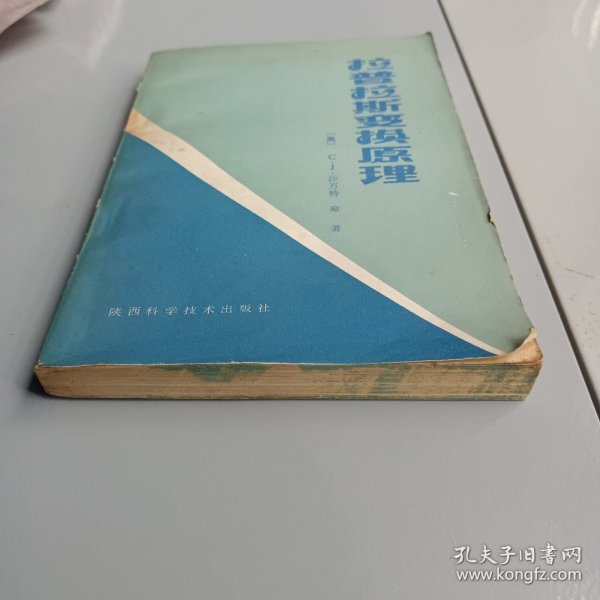 拉普拉斯变换原理
〔美〕 C·J·沙万特 原 著
陕西科学技术出版社
孔夫子旧书网
www.kongfz.com